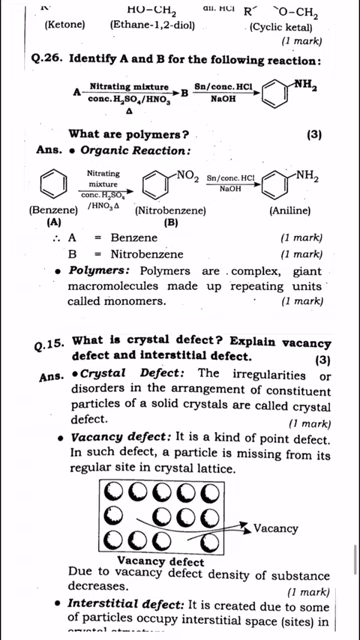 R HO–CH₂ dil. HCl R O–CH₂
(Ketone) (Ethane-1,2-diol) (Cyclic ketal)
(1 mark)
Q.26. Identify A and B for the following reaction:
A Nitrating mixture B Sn/conc. HCl NH₂
conc. H₂SO₄/HNO₃ NaOH
Δ
What are polymers ? (3)
Ans. • Organic Reaction :
Nitrating
mixture NO₂ Sn/conc. HCl NH₂
conc. H₂SO₄ NaOH
/HNO₃ Δ
(Benzene) (Nitrobenzene) (Aniline)
(A) (B)
∴ A = Benzene (1 mark)
B = Nitrobenzene (1 mark)
• Polymers: Polymers are complex, giant
macromolecules made up repeating units
called monomers. (1 mark)
Q.15. What is crystal defect? Explain vacancy
defect and interstitial defect. (3)
Ans. • Crystal Defect: The irregularities or
disorders in the arrangement of constituent
particles of a solid crystals are called crystal
defect. (1 mark)
• Vacancy defect: It is a kind of point defect.
In such defect, a particle is missing from its
regular site in crystal lattice.
Vacancy
Vacancy defect
Due to vacancy defect density of substance
decreases. (1 mark)
• Interstitial defect: It is created due to some
of particles occupy interstitial space (sites) in